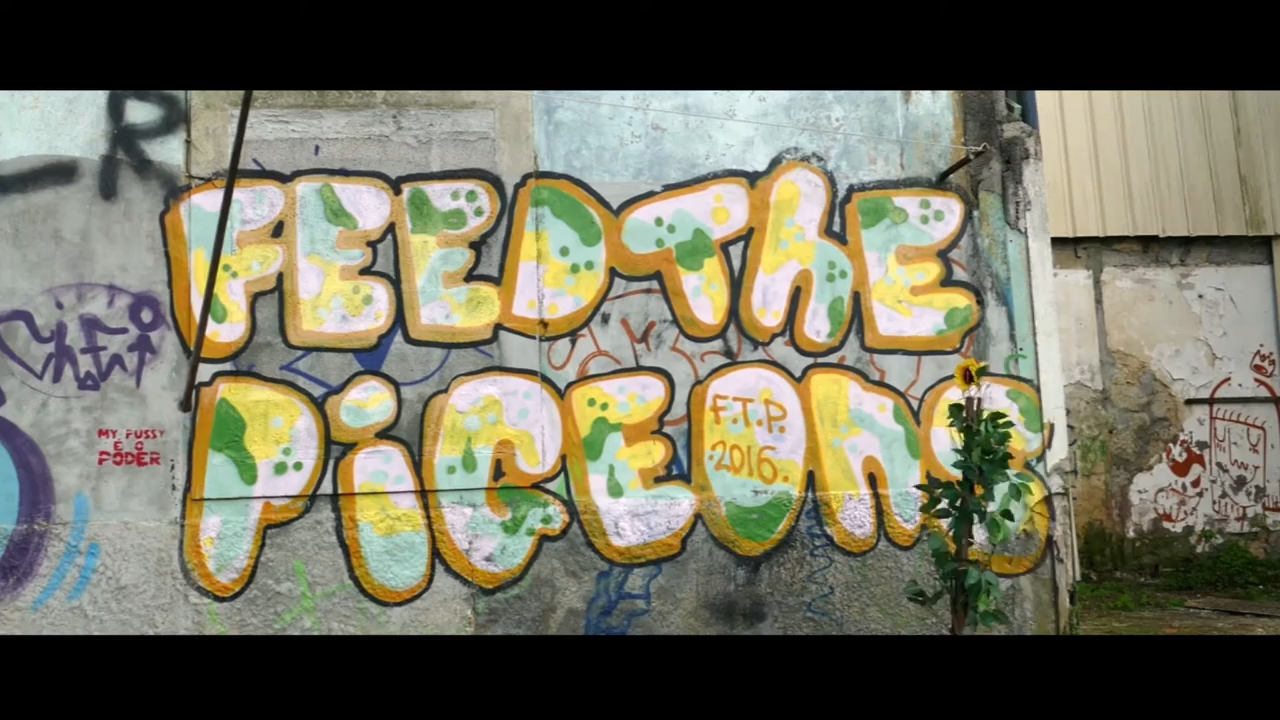 R
FEED THE
PiGEONS
F.T.P.
2016.
MY PUSSY
E O
PODER